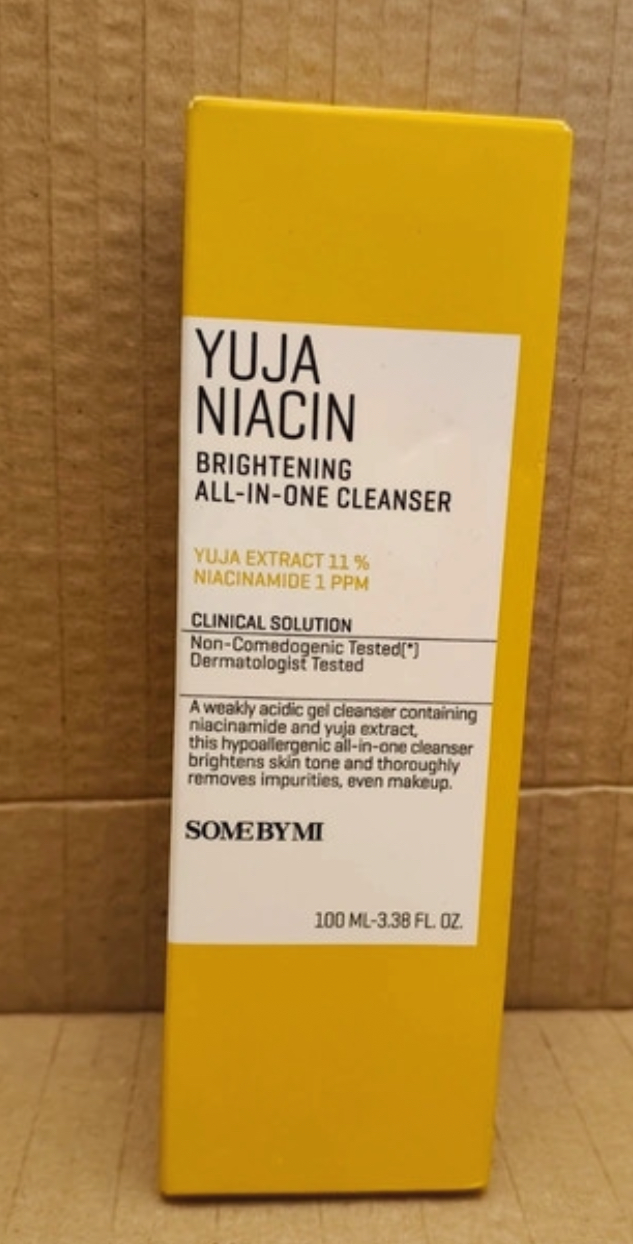 YUJA
NIACIN
BRIGHTENING
ALL-IN-ONE CLEANSER
YUJA EXTRACT 11 %
NIACINAMIDE 1 PPM
CLINICAL SOLUTION
Non-Comedogenic Tested(*)
Dermatologist Tested
A weakly acidic gel cleanser containing
niacinamide and yuja extract,
this hypoallergenic all-in-one cleanser
brightens skin tone and thoroughly
removes impurities, even makeup.
SOMEBYMI
100 ML-3.38 FL. OZ.